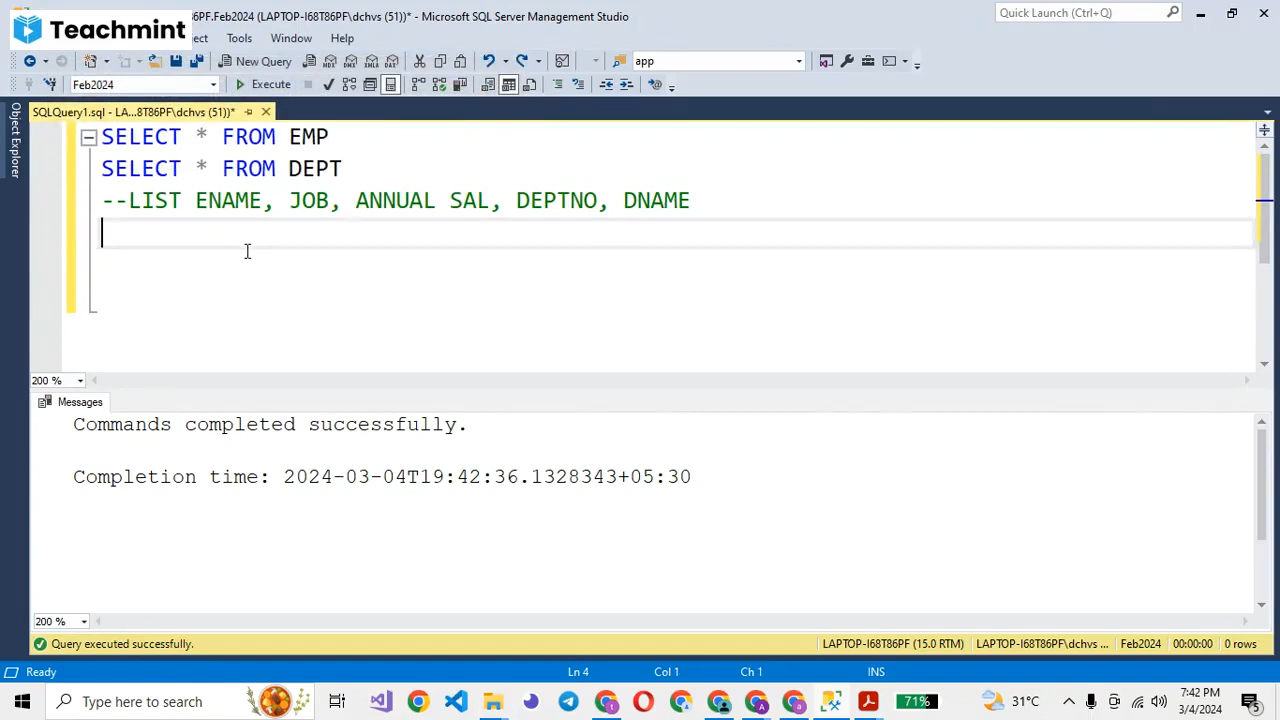 Teachmint
PF.Feb2024 (LAPTOP-I68T86PF\dchvs (51))* - Microsoft SQL Server Management Studio
Quick Launch (Ctrl+Q)
ect Tools Window Help
New Query
app
Feb2024
Execute
SQLQuery1.sql - LA...8T86PF\dchvs (51))*
Object Explorer
SELECT * FROM EMP
SELECT * FROM DEPT
--LIST ENAME, JOB, ANNUAL SAL, DEPTNO, DNAME
200 %
Messages
Commands completed successfully.
Completion time: 2024-03-04T19:42:36.1328343+05:30
200 %
Query executed successfully. LAPTOP-I68T86PF (15.0 RTM) LAPTOP-I68T86PF\dchvs ... Feb2024 00:00:00 0 rows
Ready Ln 4 Col 1 Ch 1 INS
Type here to search
71%
31°C
7:42 PM
3/4/2024
5